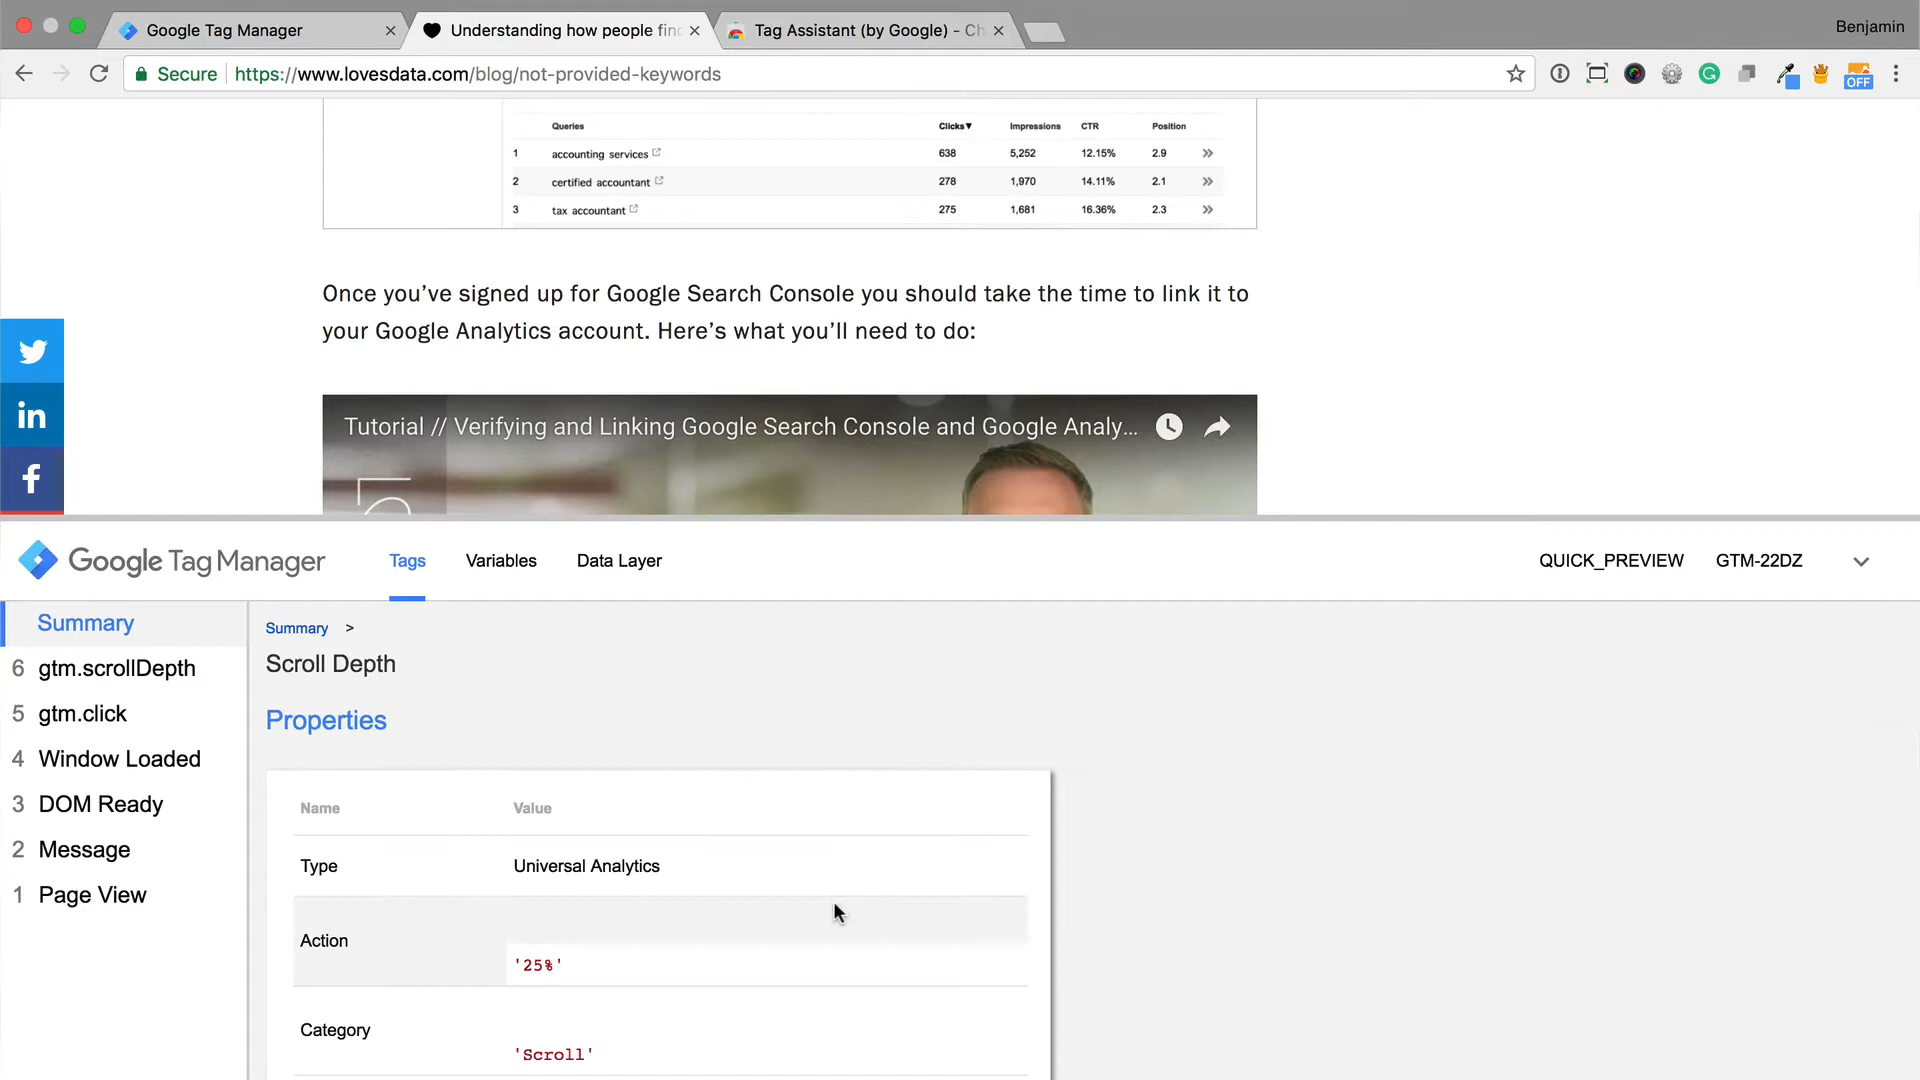 Google Tag Manager
Understanding how people fin
Tag Assistant (by Google) - Ch
Benjamin
Secure
https://www.lovesdata.com/blog/not-provided-keywords
OFF
Queries Clicks▼ Impressions CTR Position
1 accounting services 638 5,252 12.15% 2.9
2 certified accountant 278 1,970 14.11% 2.1
3 tax accountant 275 1,681 16.36% 2.3
Once you’ve signed up for Google Search Console you should take the time to link it to
your Google Analytics account. Here’s what you’ll need to do:
Tutorial // Verifying and Linking Google Search Console and Google Analy...
in
f
Google Tag Manager
Tags
Variables
Data Layer
QUICK_PREVIEW
GTM-22DZ
Summary
6 gtm.scrollDepth
5 gtm.click
4 Window Loaded
3 DOM Ready
2 Message
1 Page View
Summary >
Scroll Depth
Properties
Name Value
Type Universal Analytics
Action '25%'
Category 'Scroll'